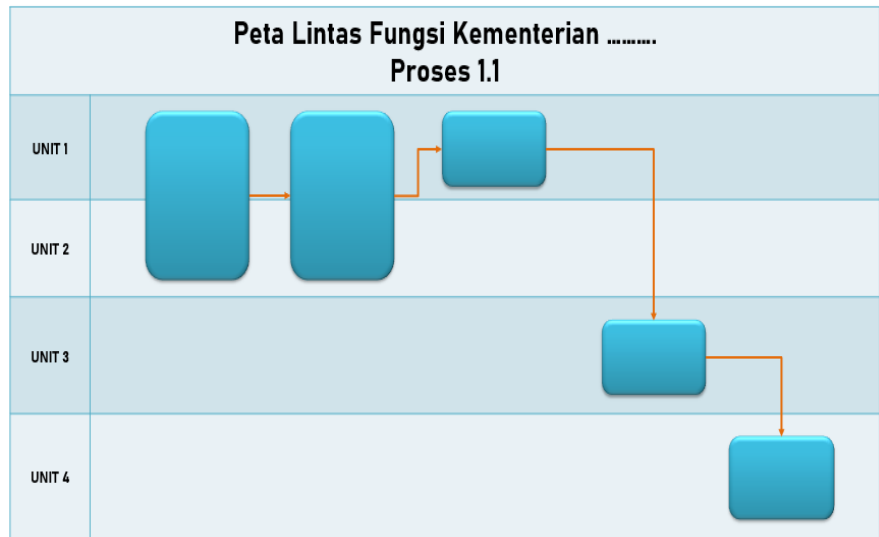 Peta Lintas Fungsi Kementerian ..........
Proses 1.1
UNIT 1
UNIT 2
UNIT 3
UNIT 4